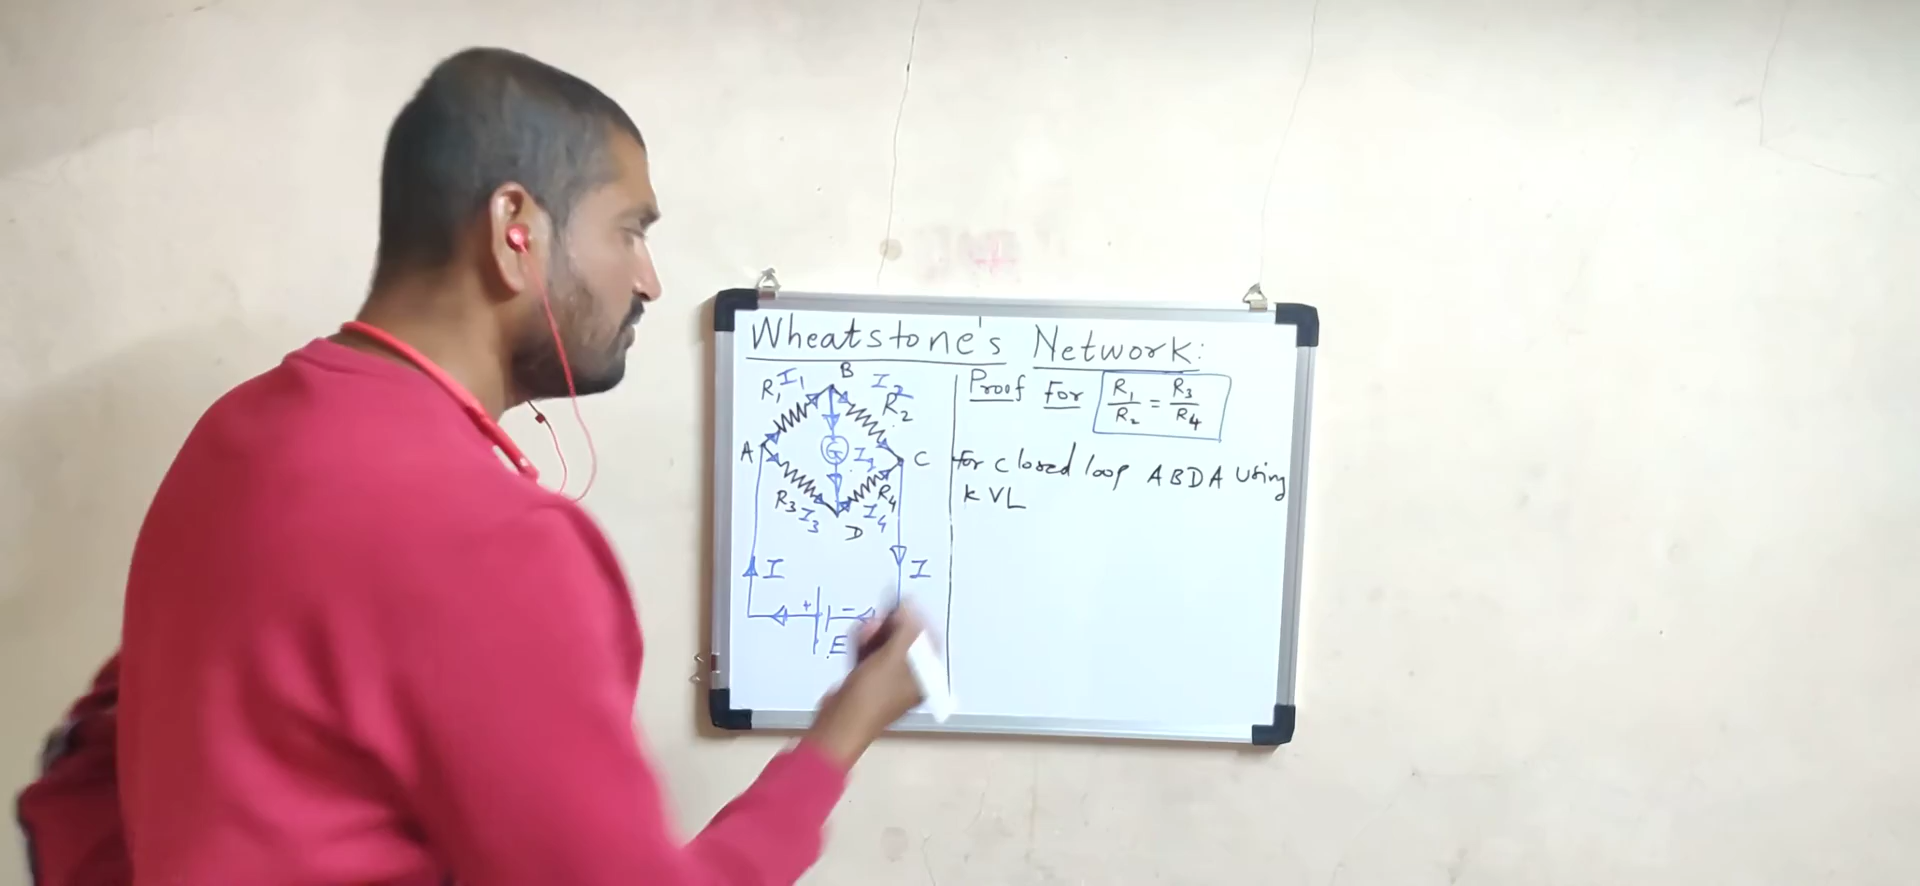 Wheatstone's Network:
B
I1
I2
R1
R2
A
G
Ig
C
R3
R4
I3
I4
D
I
I
+
−
E
Proof For R1/R2 = R3/R4
For closed loop ABDA using
KVL